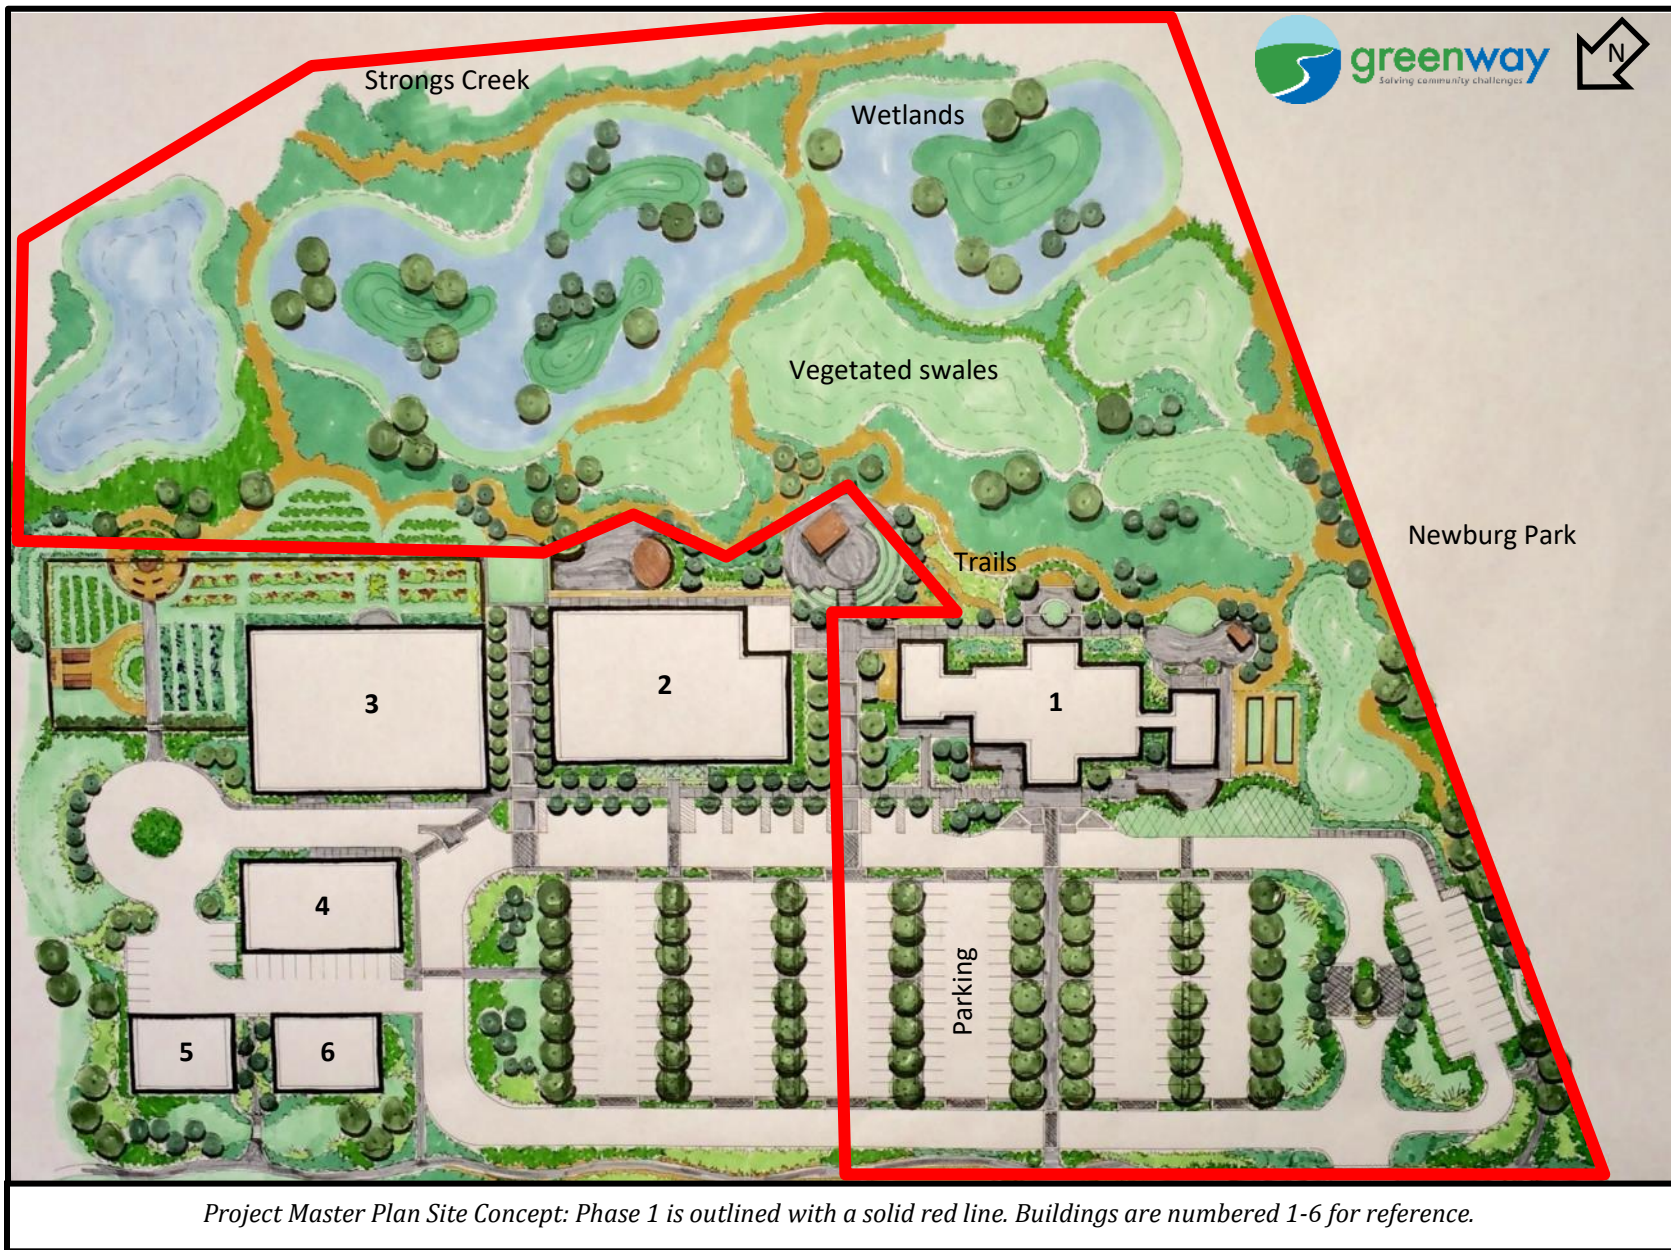 Strongs Creek
Wetlands
greenway
Solving community challenges
N
Vegetated swales
Newburg Park
Trails
1
2
3
4
Parking
5
6
Project Master Plan Site Concept: Phase 1 is outlined with a solid red line. Buildings are numbered 1-6 for reference.